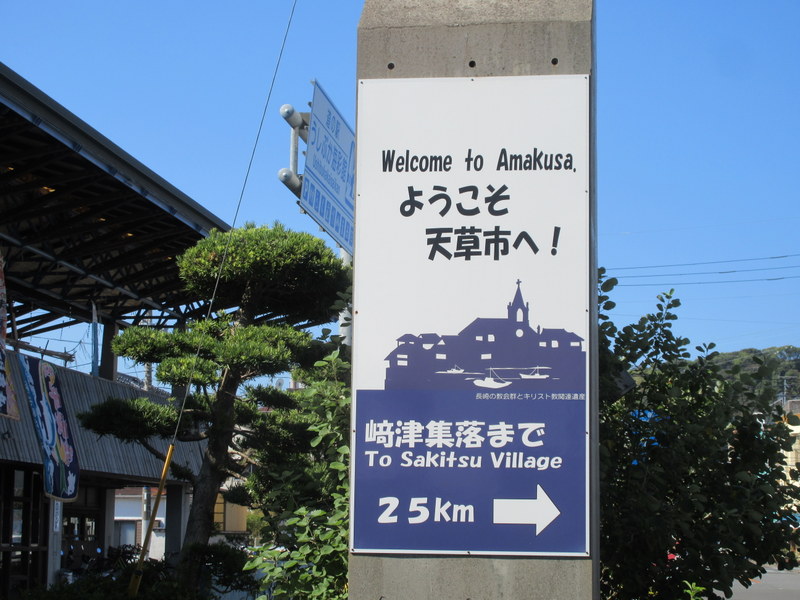 Welcome to Amakusa.
ようこそ
天草市へ！
長崎の教会群とキリスト教関連遺産
﨑津集落まで
To Sakitsu Village
25km